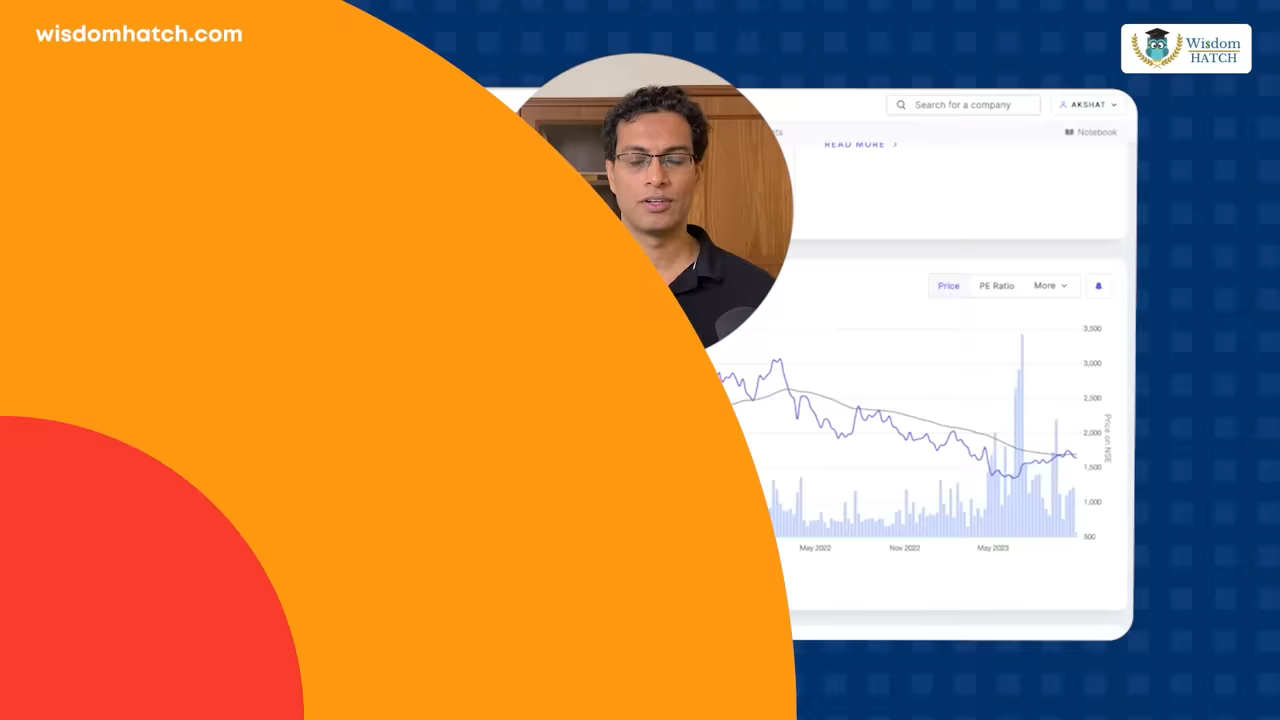 wisdomhatch.com
Wisdom
HATCH
Search for a company
AKSHAT
ts
Notebook
READ MORE
Price
PE Ratio
More
3,500
3,000
2,500
2,000
1,500
1,000
500
Price on NSE
May 2022
Nov 2022
May 2023